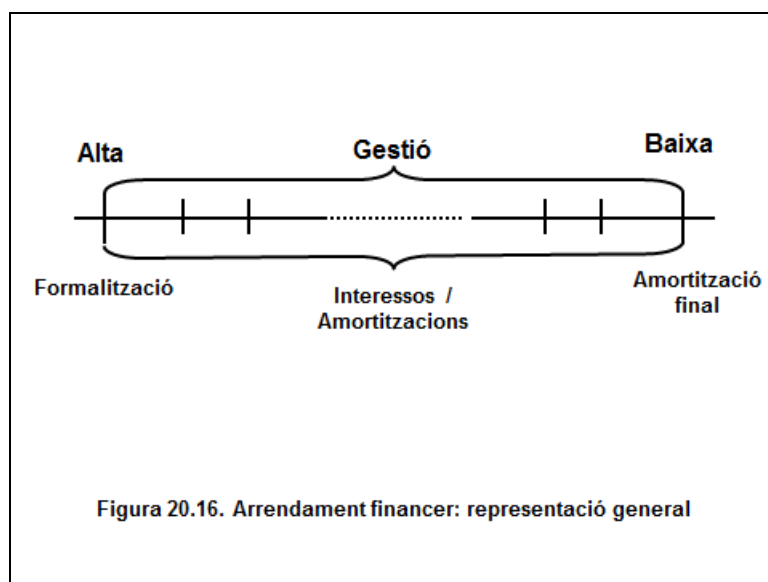 Alta
Gestió
Baixa
Formalització
Interessos /
Amortitzacions
Amortització
final
Figura 20.16. Arrendament financer: representació general